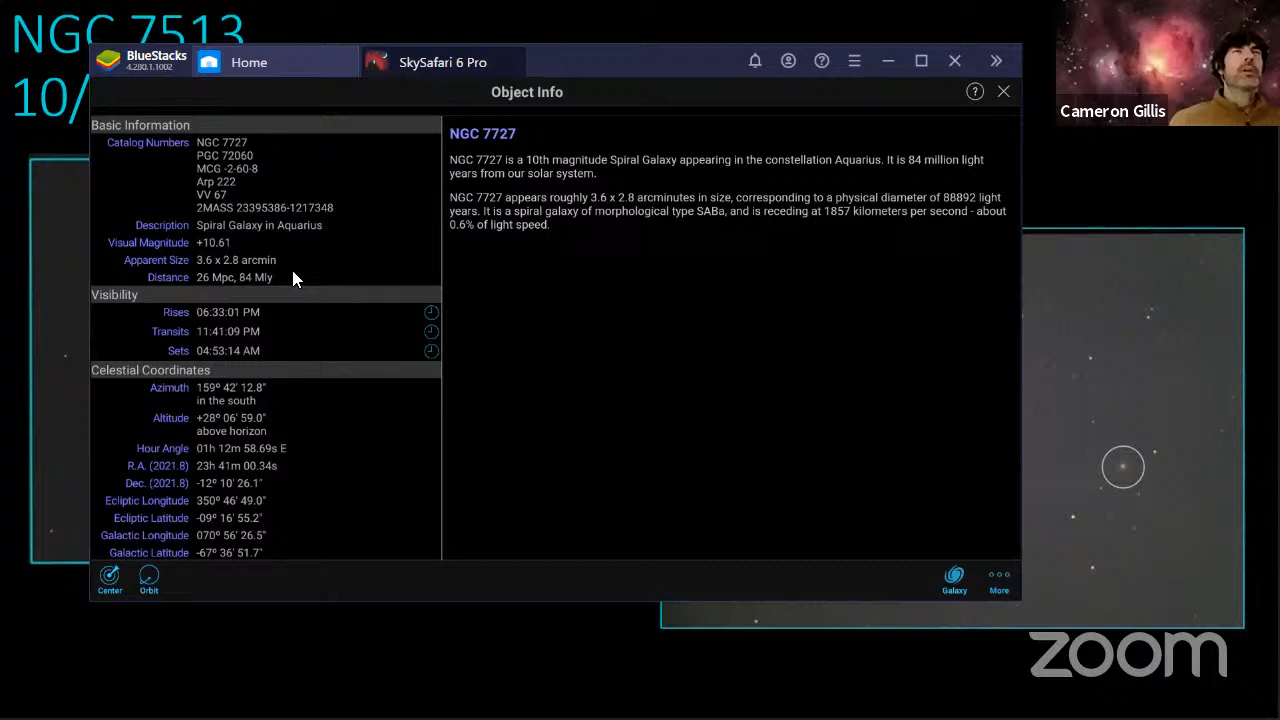 NGC 7513
10/
BlueStacks
4.280.1.1002
Home
SkySafari 6 Pro
Cameron Gillis
Object Info
Basic Information
Catalog Numbers NGC 7727
PGC 72060
MCG -2-60-8
Arp 222
VV 67
2MASS 23395386-1217348
Description Spiral Galaxy in Aquarius
Visual Magnitude +10.61
Apparent Size 3.6 x 2.8 arcmin
Distance 26 Mpc, 84 Mly
Visibility
Rises 06:33:01 PM
Transits 11:41:09 PM
Sets 04:53:14 AM
Celestial Coordinates
Azimuth 159º 42' 12.8"
in the south
Altitude +28º 06' 59.0"
above horizon
Hour Angle 01h 12m 58.69s E
R.A. (2021.8) 23h 41m 00.34s
Dec. (2021.8) -12º 10' 26.1"
Ecliptic Longitude 350º 46' 49.0"
Ecliptic Latitude -09º 16' 55.2"
Galactic Longitude 070º 56' 26.5"
Galactic Latitude -67º 36' 51.7"
NGC 7727
NGC 7727 is a 10th magnitude Spiral Galaxy appearing in the constellation Aquarius. It is 84 million light
years from our solar system.
NGC 7727 appears roughly 3.6 x 2.8 arcminutes in size, corresponding to a physical diameter of 88892 light
years. It is a spiral galaxy of morphological type SABa, and is receding at 1857 kilometers per second - about
0.6% of light speed.
Center
Orbit
Galaxy
More
zoom